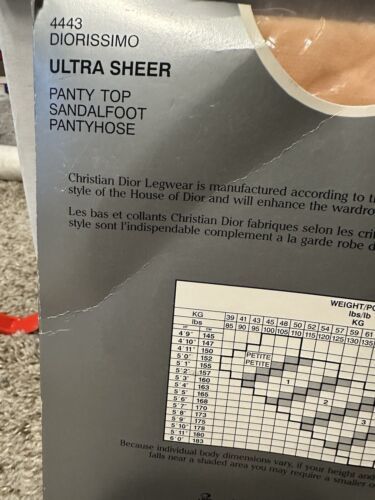 4443
DIORISSIMO
ULTRA SHEER
PANTY TOP
SANDALFOOT
PANTYHOSE
Christian Dior Legwear is manufactured according to
style of the House of Dior and will enhance the wardro
Les bas et collants Christian Dior fabriques selon les cri
style sont l'indispensable complement a la garde robe d
WEIGHT/PO
lbs/lb
KG
KG 39 41 43 45 48 50 52 54 57 59 61
lbs 85 90 95 100 105 110 115 120 125 130 135
4' 9" 145
4' 10" 147
4' 11" 150
5' 0" 152 PETITE
5' 1" 155 PETITE
5' 2" 157
5' 3" 160 1
5' 4" 163
5' 5" 165
5' 6" 168 2
5' 7" 170
5' 8" 173
5' 9" 175 3
5' 10" 178
5' 11" 180
6' 0" 183
Because individual body dimensions vary, if your height and
falls near a shaded area you may require a smaller o